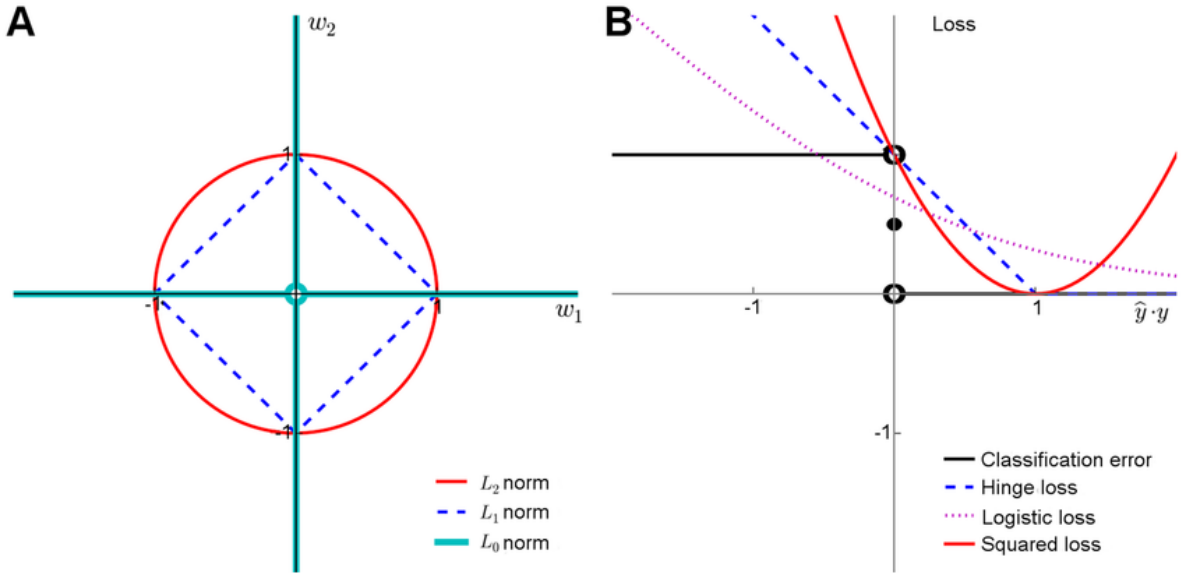 A
w₂
1
-1
1
w₁
-1
L₂ norm
L₁ norm
L₀ norm
B
Loss
-1
1
ŷ · y
-1
Classification error
Hinge loss
Logistic loss
Squared loss